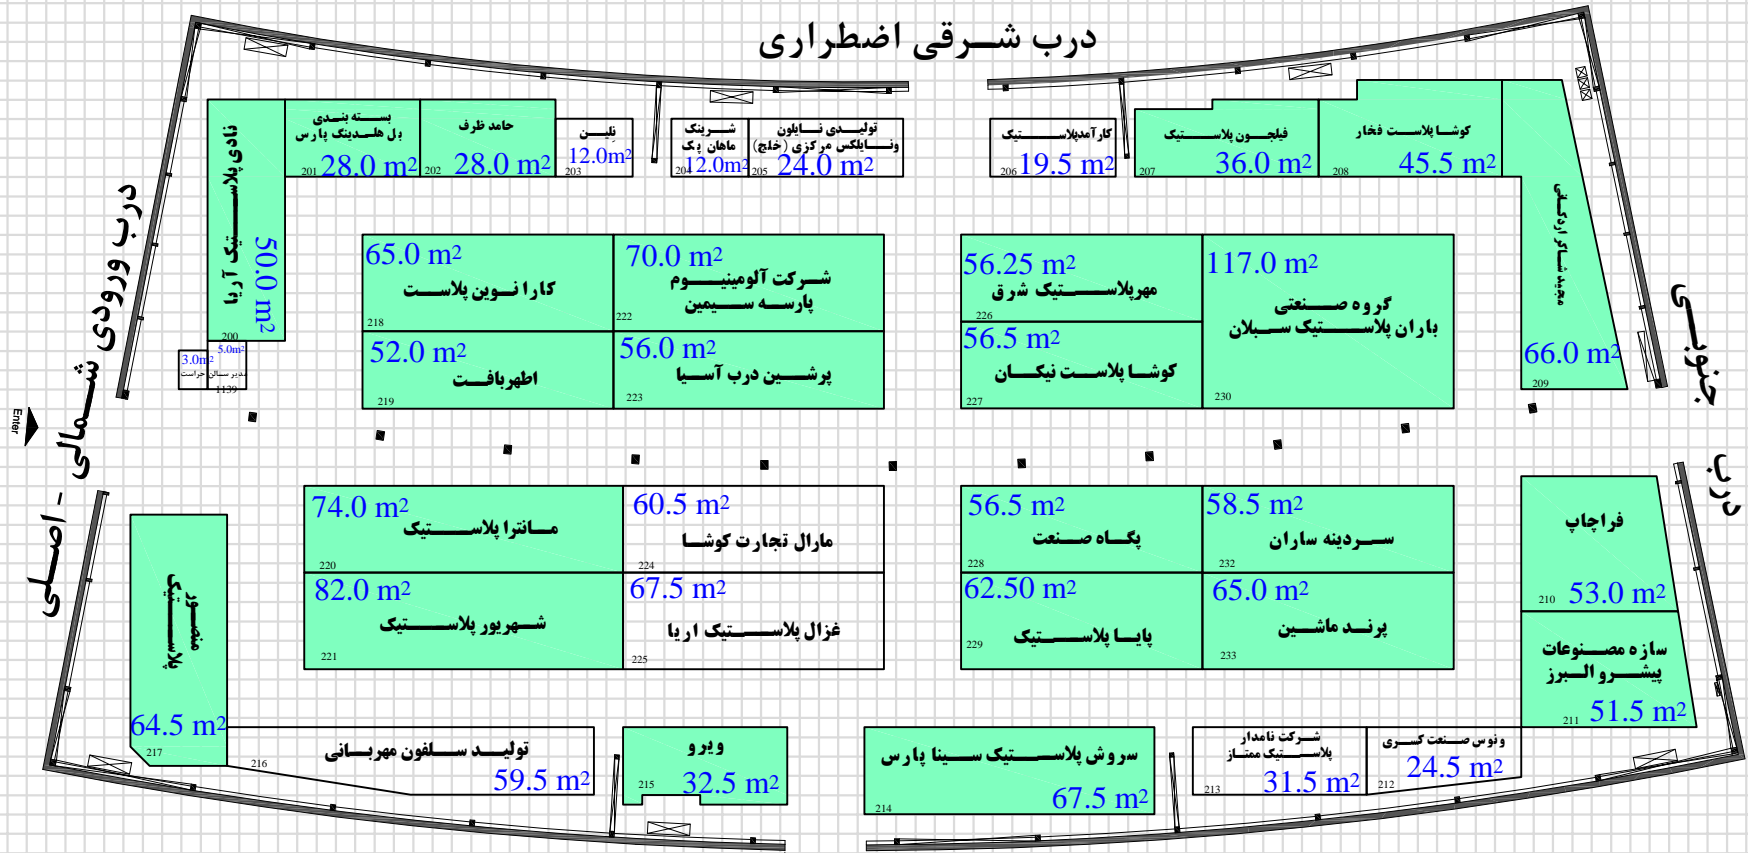 درب شرقی اضطراری
نادی پلاستیک آریا
50.0 m2
200
بسته بندی
بل هلدینگ پارس
201 28.0 m2
حامد ظرف
202 28.0 m2
نلین
12.0m2
203
شرینک
ماهان پک
204 12.0m2
تولیدی نایلون
ونایلکس مرکزی (خلج)
205 24.0 m2
کارآمدپلاستیک
206 19.5 m2
فیلجون پلاستیک
36.0 m2
207
کوشا پلاست فخار
45.5 m2
208
مجید شاکر اردکانی
66.0 m2
209
درب ورودی شمالی - اصلی
Enter
3.0m2
حراست
5.0m2
مدیر سالن
1139
65.0 m2
کارا نوین پلاست
218
70.0 m2
شرکت آلومینیوم
پارسه سیمین
222
52.0 m2
اطهربافت
219
56.0 m2
پرشین درب آسیا
223
56.25 m2
مهرپلاستیک شرق
226
56.5 m2
کوشا پلاست نیکان
227
117.0 m2
گروه صنعتی
باران پلاستیک سبلان
230
درب جنوبی
74.0 m2
مانترا پلاستیک
220
60.5 m2
مارال تجارت کوشا
224
82.0 m2
شهریور پلاستیک
221
67.5 m2
غزال پلاستیک اریا
225
56.5 m2
پگاه صنعت
228
58.5 m2
سردینه ساران
232
62.50 m2
پایا پلاستیک
229
65.0 m2
پرند ماشین
233
فراچاپ
210 53.0 m2
سازه مصنوعات
پیشرو البرز
211 51.5 m2
منصور
پلاستیک
64.5 m2
217
تولید سلفون مهربانی
216
59.5 m2
ویرو
215 32.5 m2
سروش پلاستیک سینا پارس
67.5 m2
214
شرکت نامدار
پلاستیک ممتاز
213 31.5 m2
ونوس صنعت کسری
24.5 m2
212